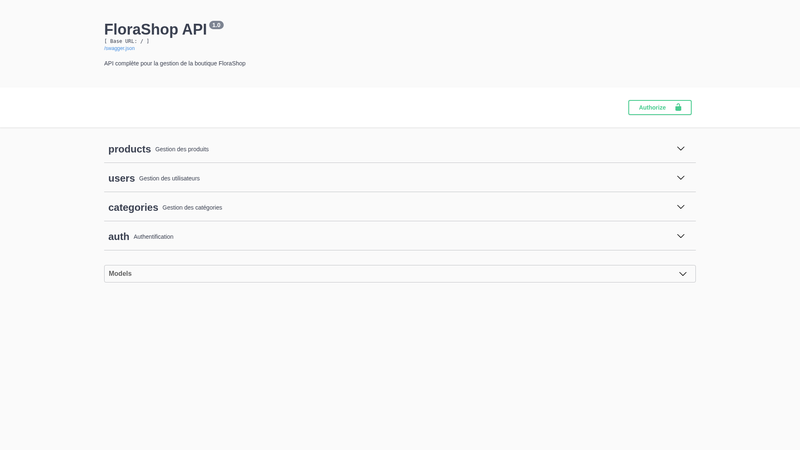 FloraShop API 1.0
[ Base URL: / ]
/swagger.json
API complète pour la gestion de la boutique FloraShop
Authorize
products Gestion des produits
users Gestion des utilisateurs
categories Gestion des catégories
auth Authentification
Models